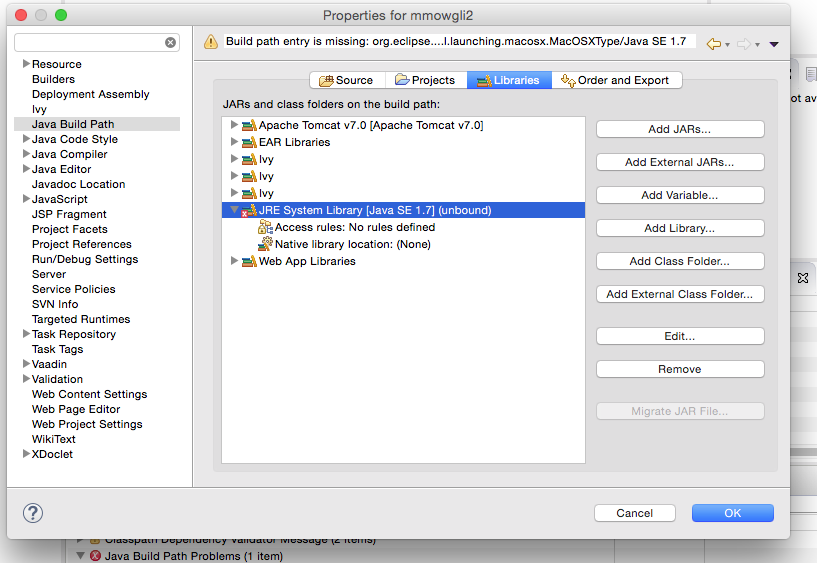 Properties for mmowgli2
Build path entry is missing: org.eclipse....l.launching.macosx.MacOSXType/Java SE 1.7
Resource
Builders
Deployment Assembly
Ivy
Java Build Path
Java Code Style
Java Compiler
Java Editor
Javadoc Location
JavaScript
JSP Fragment
Project Facets
Project References
Run/Debug Settings
Server
Service Policies
SVN Info
Targeted Runtimes
Task Repository
Task Tags
Vaadin
Validation
Web Content Settings
Web Page Editor
Web Project Settings
WikiText
XDoclet
Source
Projects
Libraries
Order and Export
JARs and class folders on the build path:
Apache Tomcat v7.0 [Apache Tomcat v7.0]
EAR Libraries
Ivy
Ivy
Ivy
JRE System Library [Java SE 1.7] (unbound)
Access rules: No rules defined
Native library location: (None)
Web App Libraries
Add JARs...
Add External JARs...
Add Variable...
Add Library...
Add Class Folder...
Add External Class Folder...
Edit...
Remove
Migrate JAR File...
ot av
?
Cancel
OK
Classpath Dependency Validator Message (2 items)
Java Build Path Problems (1 item)